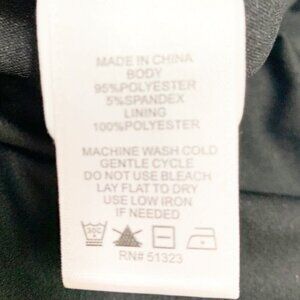 MADE IN CHINA
BODY
95%POLYESTER
5%SPANDEX
LINING
100%POLYESTER
MACHINE WASH COLD
GENTLE CYCLE
DO NOT USE BLEACH
LAY FLAT TO DRY
USE LOW IRON
IF NEEDED
30C
RN# 51323